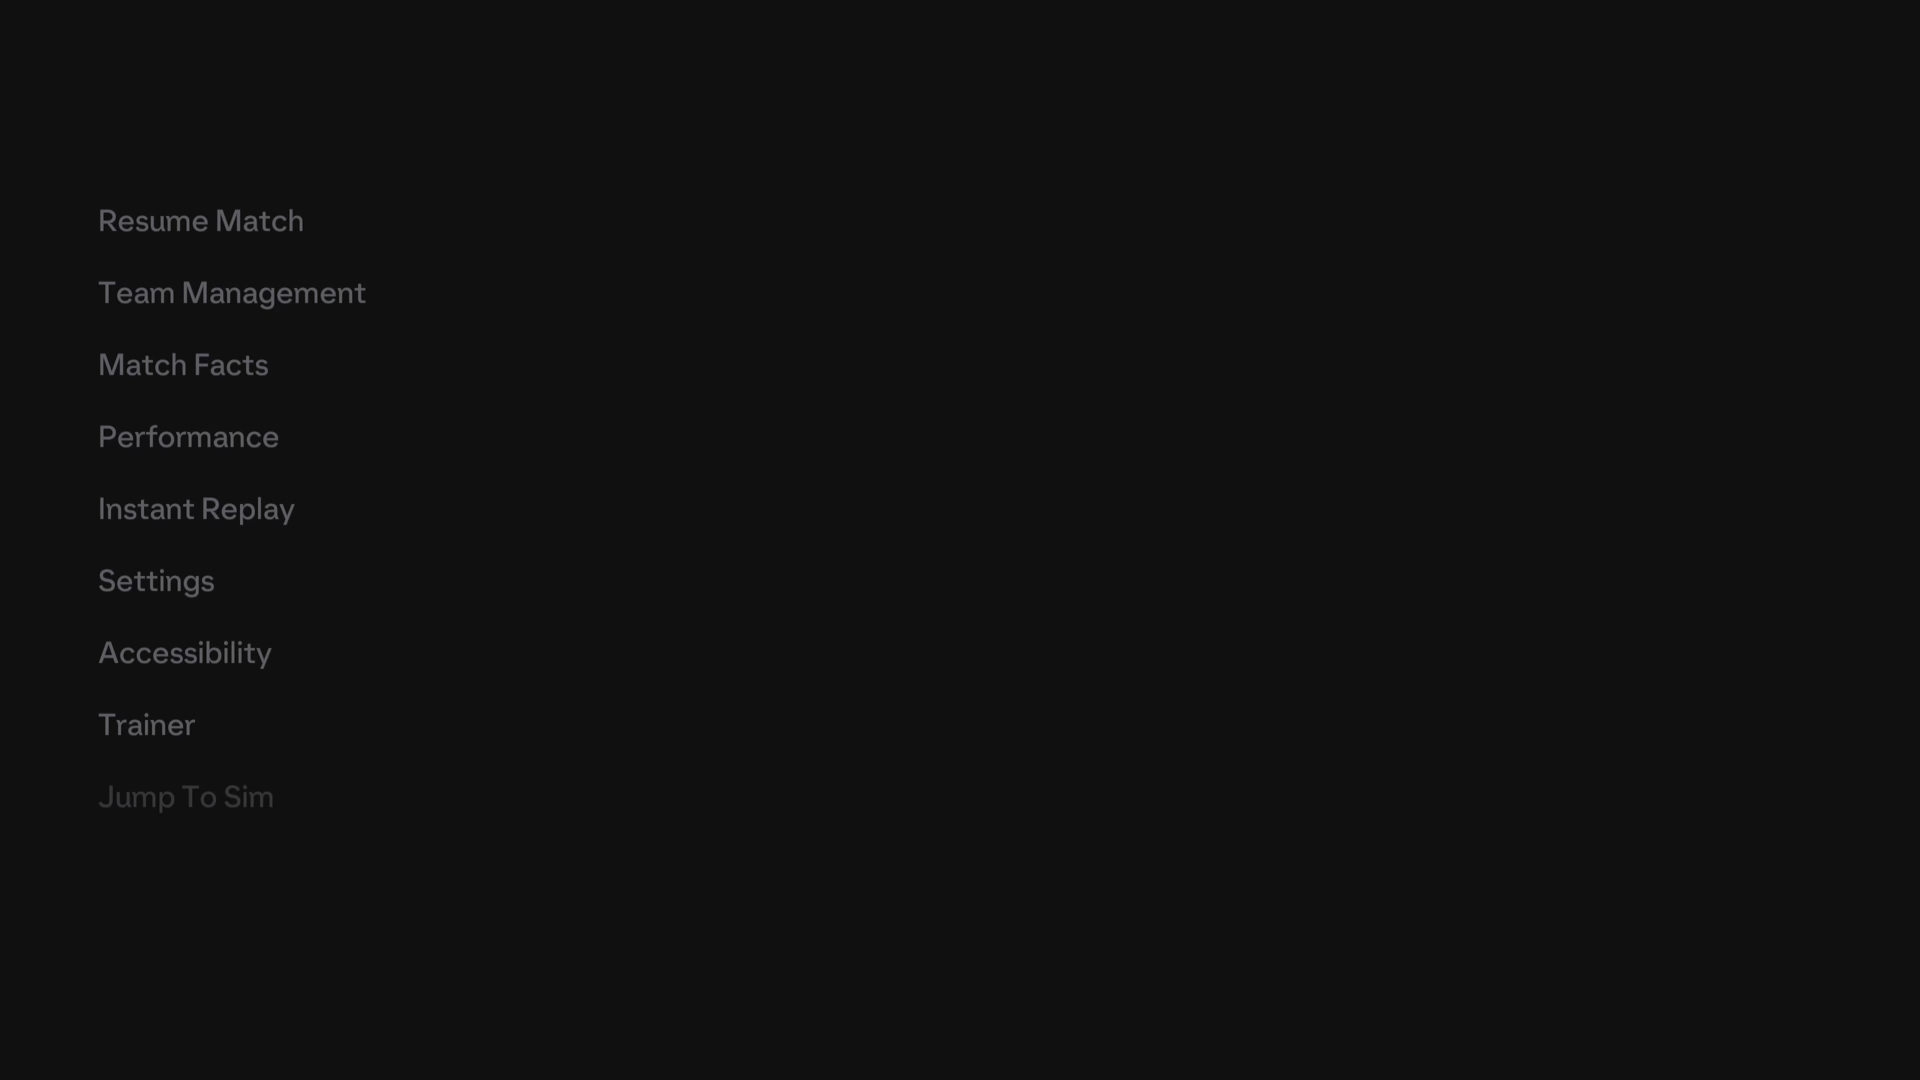 Resume Match
Team Management
Match Facts
Performance
Instant Replay
Settings
Accessibility
Trainer
Jump To Sim